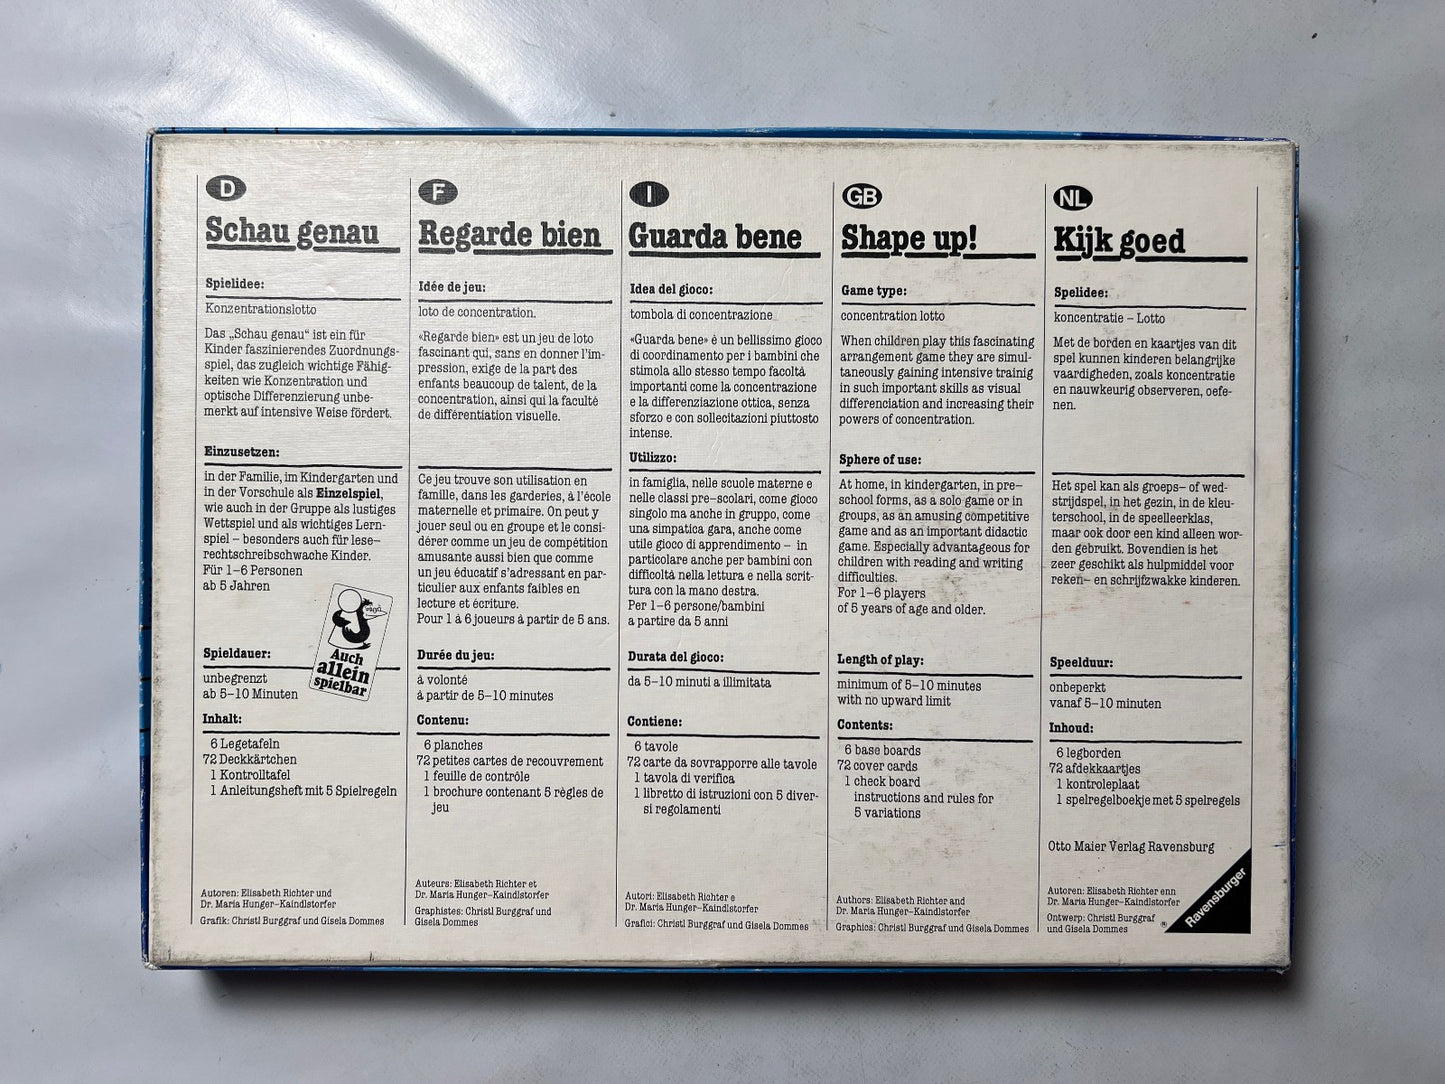 D
Schau genau
Spielidee:
Konzentrationslotto
Das „Schau genau“ ist ein für
Kinder faszinierendes Zuordnungs-
spiel, das zugleich wichtige Fähig-
keiten wie Konzentration und
optische Differenzierung unbe-
merkt auf intensive Weise fördert.
Einzusetzen:
in der Familie, im Kindergarten und
in der Vorschule als Einzelspiel,
wie auch in der Gruppe als lustiges
Wettspiel und als wichtiges Lern-
spiel – besonders auch für lese-
rechtschreibschwache Kinder.
Für 1–6 Personen
ab 5 Jahren
Auch
allein
spielbar
Spieldauer:
unbegrenzt
ab 5–10 Minuten
Inhalt:
6 Legetafeln
72 Deckkärtchen
1 Kontrolltafel
1 Anleitungsheft mit 5 Spielregeln
Autoren: Elisabeth Richter und
Dr. Maria Hunger-Kaindlstorfer
Grafik: Christl Burggraf und Gisela Dommes
F
Regarde bien
Idée de jeu:
loto de concentration.
«Regarde bien» est un jeu de loto
fascinant qui, sans en donner l'im-
pression, exige de la part des
enfants beaucoup de talent, de la
concentration, ainsi qui la faculté
de différentiation visuelle.
Ce jeu trouve son utilisation en
famille, dans les garderies, à l'école
maternelle et primaire. On peut y
jouer seul ou en groupe et le consi-
dérer comme un jeu de compétition
amusante aussi bien que comme
un jeu éducatif s'adressant en par-
ticulier aux enfants faibles en
lecture et écriture.
Pour 1 à 6 joueurs à partir de 5 ans.
Durée du jeu:
à volonté
à partir de 5–10 minutes
Contenu:
6 planches
72 petites cartes de recouvrement
1 feuille de contrôle
1 brochure contenant 5 règles de
jeu
Auteurs: Elisabeth Richter et
Dr. Maria Hunger-Kaindlstorfer
Graphistes: Christl Burggraf und
Gisela Dommes
I
Guarda bene
Idea del gioco:
tombola di concentrazione
«Guarda bene» è un bellissimo gioco
di coordinamento per i bambini che
stimola allo stesso tempo facoltà
importanti come la concentrazione
e la differenziazione ottica, senza
sforzo e con sollecitazioni piuttosto
intense.
Utilizzo:
in famiglia, nelle scuole materne e
nelle classi pre-scolari, come gioco
singolo ma anche in gruppo, come
una simpatica gara, anche come
utile gioco di apprendimento – in
particolare anche per bambini con
difficoltà nella lettura e nella scrit-
tura con la mano destra.
Per 1–6 persone/bambini
a partire da 5 anni
Durata del gioco:
da 5–10 minuti a illimitata
Contiene:
6 tavole
72 carte da sovrapporre alle tavole
1 tavola di verifica
1 libretto di istruzioni con 5 diver-
si regolamenti
Autori: Elisabeth Richter e
Dr. Maria Hunger-Kaindlstorfer
Grafici: Christl Burggraf und Gisela Dommes
GB
Shape up!
Game type:
concentration lotto
When children play this fascinating
arrangement game they are simul-
taneously gaining intensive trainig
in such important skills as visual
differenciation and increasing their
powers of concentration.
Sphere of use:
At home, in kindergarten, in pre-
school forms, as a solo game or in
groups, as an amusing competitive
game and as an important didactic
game. Especially advantageous for
children with reading and writing
difficulties.
For 1–6 players
of 5 years of age and older.
Length of play:
minimum of 5–10 minutes
with no upward limit
Contents:
6 base boards
72 cover cards
1 check board
instructions and rules for
5 variations
Authors: Elisabeth Richter and
Dr. Maria Hunger-Kaindlstorfer
Graphics: Christl Burggraf und Gisela Dommes
NL
Kijk goed
Spelidee:
koncentratie – Lotto
Met de borden en kaartjes van dit
spel kunnen kinderen belangrijke
vaardigheden, zoals koncentratie
en nauwkeurig observeren, oefe-
nen.
Het spel kan als groeps- of wed-
strijdspel, in het gezin, in de kleu-
terschool, in de speelleerklas,
maar ook door een kind alleen wor-
den gebruikt. Bovendien is het
zeer geschikt als hulpmiddel voor
reken- en schrijfzwakke kinderen.
Speelduur:
onbeperkt
vanaf 5–10 minuten
Inhoud:
6 legborden
72 afdekkaartjes
1 kontroleplaat
1 spelregelboekje met 5 spelregels
Otto Maier Verlag Ravensburg
Autoren: Elisabeth Richter enn
Dr. Maria Hunger-Kaindlstorfer
Ontwerp: Christl Burggraf
und Gisela Dommes
®
Ravensburger